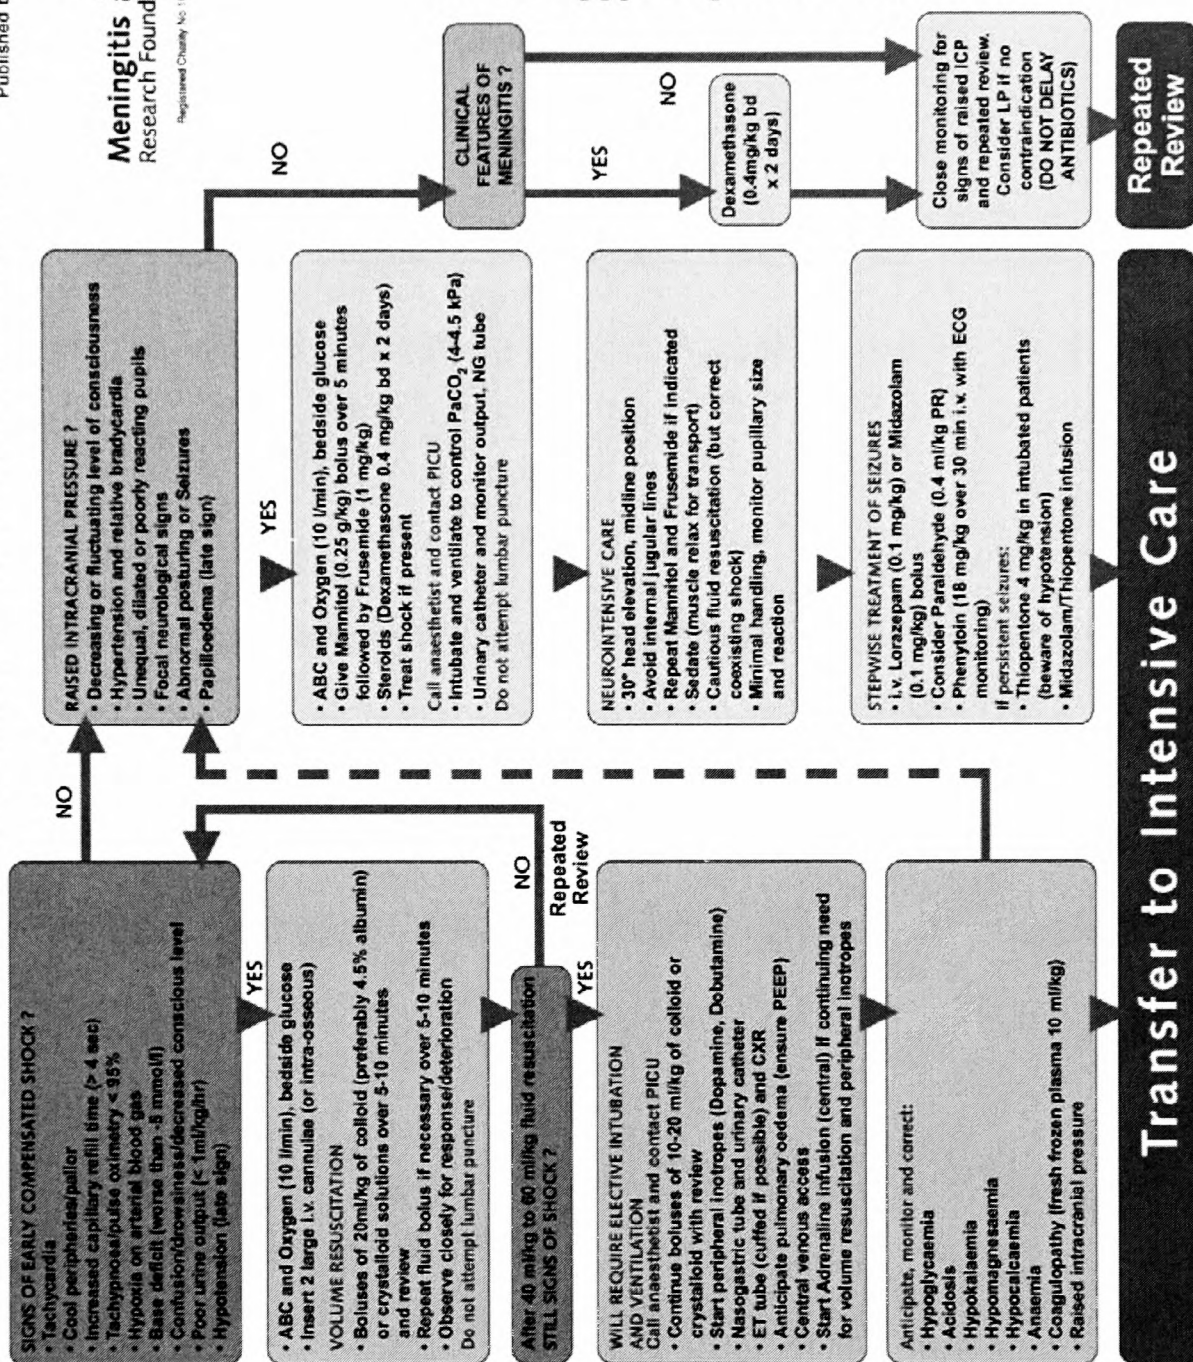 Published b
Meningitis a
Research Found
Registered Charity No 1
SIGNS OF EARLY COMPENSATED SHOCK ?
• Tachycardia
• Cool peripheries/pallor
• Increased capillary refill time (> 4 sec)
• Tachypnoea/pulse oximetry < 95%
• Hypoxia on arterial blood gas
• Base deficit (worse than -5 mmol/l)
• Confusion/drowsiness/decreased conscious level
• Poor urine output (< 1ml/kg/hr)
• Hypotension (late sign)
NO
YES
• ABC and Oxygen (10 l/min), bedside glucose
• Insert 2 large i.v. cannulae (or intra-osseous)
VOLUME RESUSCITATION
• Boluses of 20ml/kg of colloid (preferably 4.5% albumin)
or crystalloid solutions over 5-10 minutes
and review
• Repeat fluid bolus if necessary over 5-10 minutes
• Observe closely for response/deterioration
Do not attempt lumbar puncture
After 40 ml/kg to 60 ml/kg fluid resuscitation
STILL SIGNS OF SHOCK ?
NO
Repeated
Review
YES
WILL REQUIRE ELECTIVE INTUBATION
AND VENTILATION
Call anaesthetist and contact PICU
• Continue boluses of 10-20 ml/kg of colloid or
crystalloid with review
• Start peripheral inotropes (Dopamine, Dobutamine)
• Nasogastric tube and urinary catheter
• ET tube (cuffed if possible) and CXR
• Anticipate pulmonary oedema (ensure PEEP)
• Central venous access
• Start Adrenaline infusion (central) If continuing need
for volume resuscitation and peripheral inotropes
Anticipate, monitor and correct:
• Hypoglycaemia
• Acidosis
• Hypokalaemia
• Hypomagnesaemia
• Hypocalcaemia
• Anaemia
• Coagulopathy (fresh frozen plasma 10 ml/kg)
• Raised intracranial pressure
RAISED INTRACRANIAL PRESSURE ?
• Decreasing or fluctuating level of consciousness
• Hypertension and relative bradycardia
• Unequal, dilated or poorly reacting pupils
• Focal neurological signs
• Abnormal posturing or Seizures
• Papilloedema (late sign)
NO
YES
• ABC and Oxygen (10 l/min), bedside glucose
• Give Mannitol (0.25 g/kg) bolus over 5 minutes
followed by Frusemide (1 mg/kg)
• Steroids (Dexamethasone 0.4 mg/kg bd x 2 days)
• Treat shock if present
Call anaesthetist and contact PICU
• Intubate and ventilate to control PaCO₂ (4-4.5 kPa)
• Urinary catheter and monitor output, NG tube
Do not attempt lumbar puncture
NEUROINTENSIVE CARE
• 30° head elevation, midline position
• Avoid internal jugular lines
• Repeat Mannitol and Frusemide if indicated
• Sedate (muscle relax for transport)
• Cautious fluid resuscitation (but correct
coexisting shock)
• Minimal handling, monitor pupillary size
and reaction
STEPWISE TREATMENT OF SEIZURES
• i.v. Lorazepam (0.1 mg/kg) or Midazolam
(0.1 mg/kg) bolus
• Consider Paraldehyde (0.4 ml/kg PR)
• Phenytoin (18 mg/kg over 30 min i.v. with ECG
monitoring)
If persistent seizures:
• Thiopentone 4 mg/kg in intubated patients
(beware of hypotension)
• Midazolam/Thiopentone infusion
CLINICAL
FEATURES OF
MENINGITIS ?
YES
NO
Dexamethasone
(0.4mg/kg bd
x 2 days)
Close monitoring for
signs of raised ICP
and repeated review.
Consider LP if no
contraindication
(DO NOT DELAY
ANTIBIOTICS)
Repeated
Review
Transfer to Intensive Care